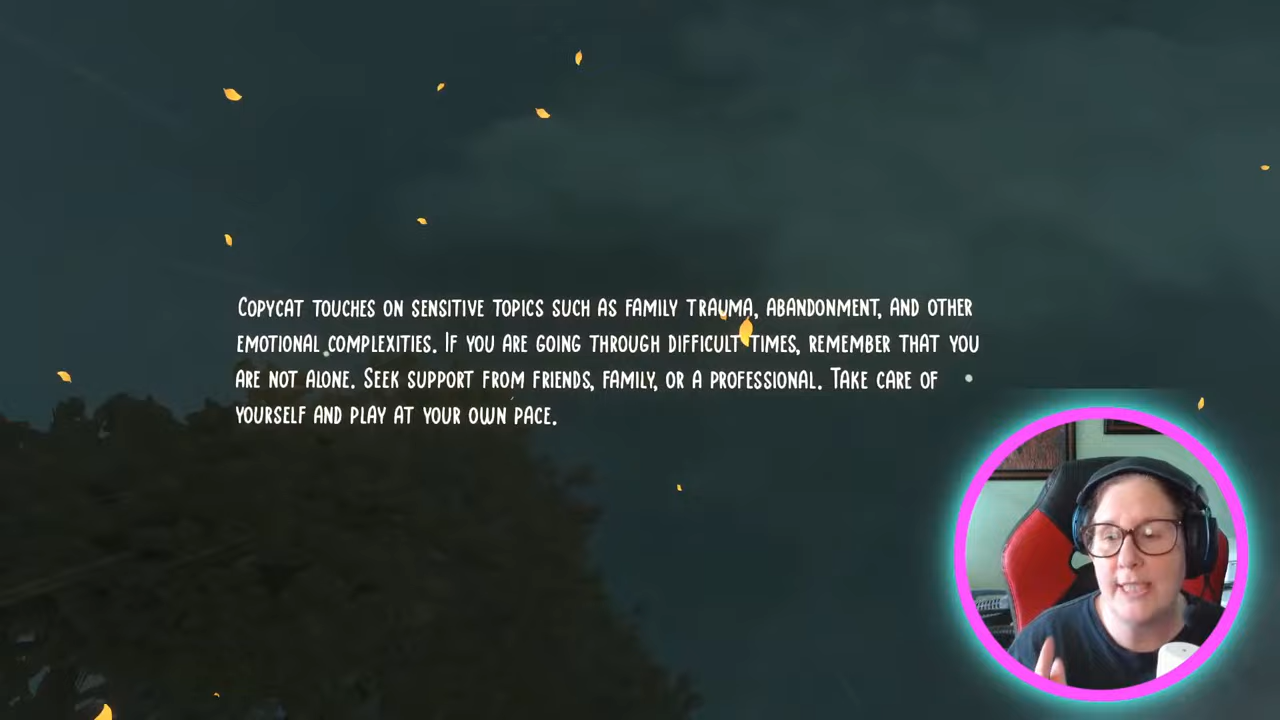 Copycat touches on sensitive topics such as family trauma, abandonment, and other
emotional complexities. If you are going through difficult times, remember that you
are not alone. Seek support from friends, family, or a professional. Take care of
yourself and play at your own pace.